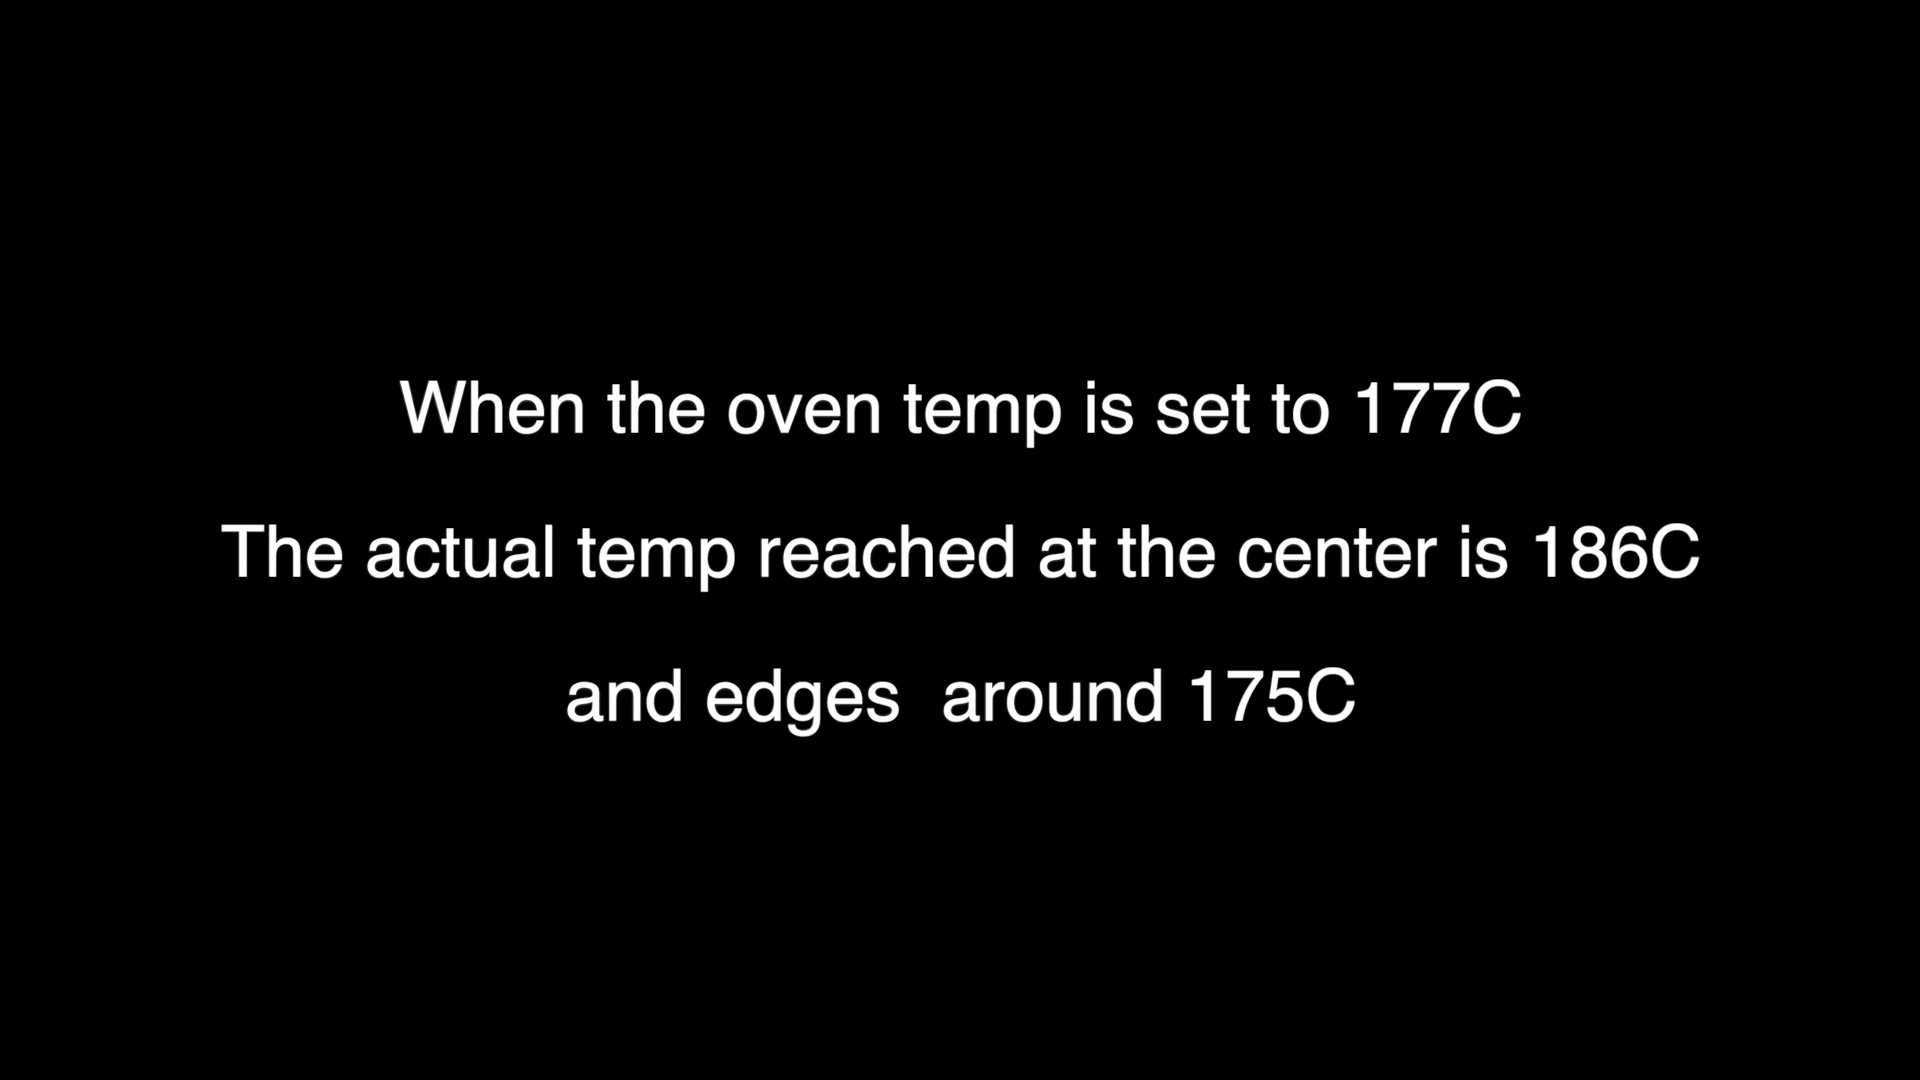 When the oven temp is set to 177C
The actual temp reached at the center is 186C
and edges  around 175C